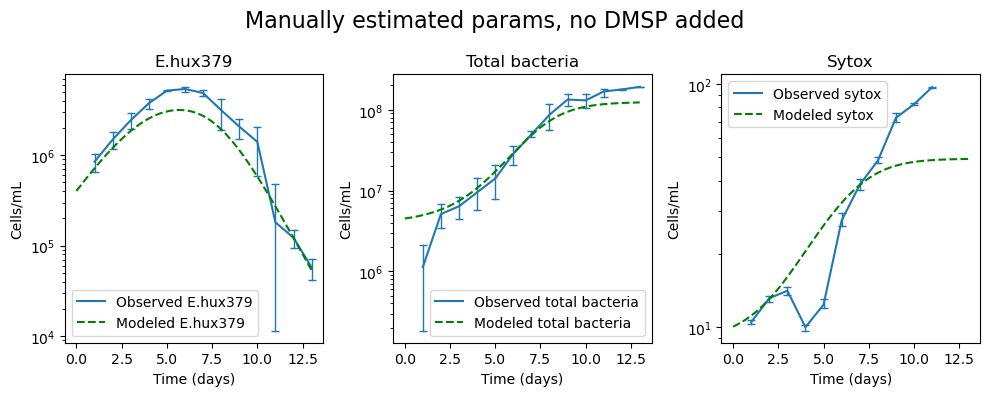 Manually estimated params, no DMSP added
E.hux379
Cells/mL
10^6
10^5
10^4
Observed E.hux379
Modeled E.hux379
0.0 2.5 5.0 7.5 10.0 12.5
Time (days)
Total bacteria
Cells/mL
10^8
10^7
10^6
Observed total bacteria
Modeled total bacteria
0.0 2.5 5.0 7.5 10.0 12.5
Time (days)
Sytox
Cells/mL
10^2
10^1
Observed sytox
Modeled sytox
0.0 2.5 5.0 7.5 10.0 12.5
Time (days)